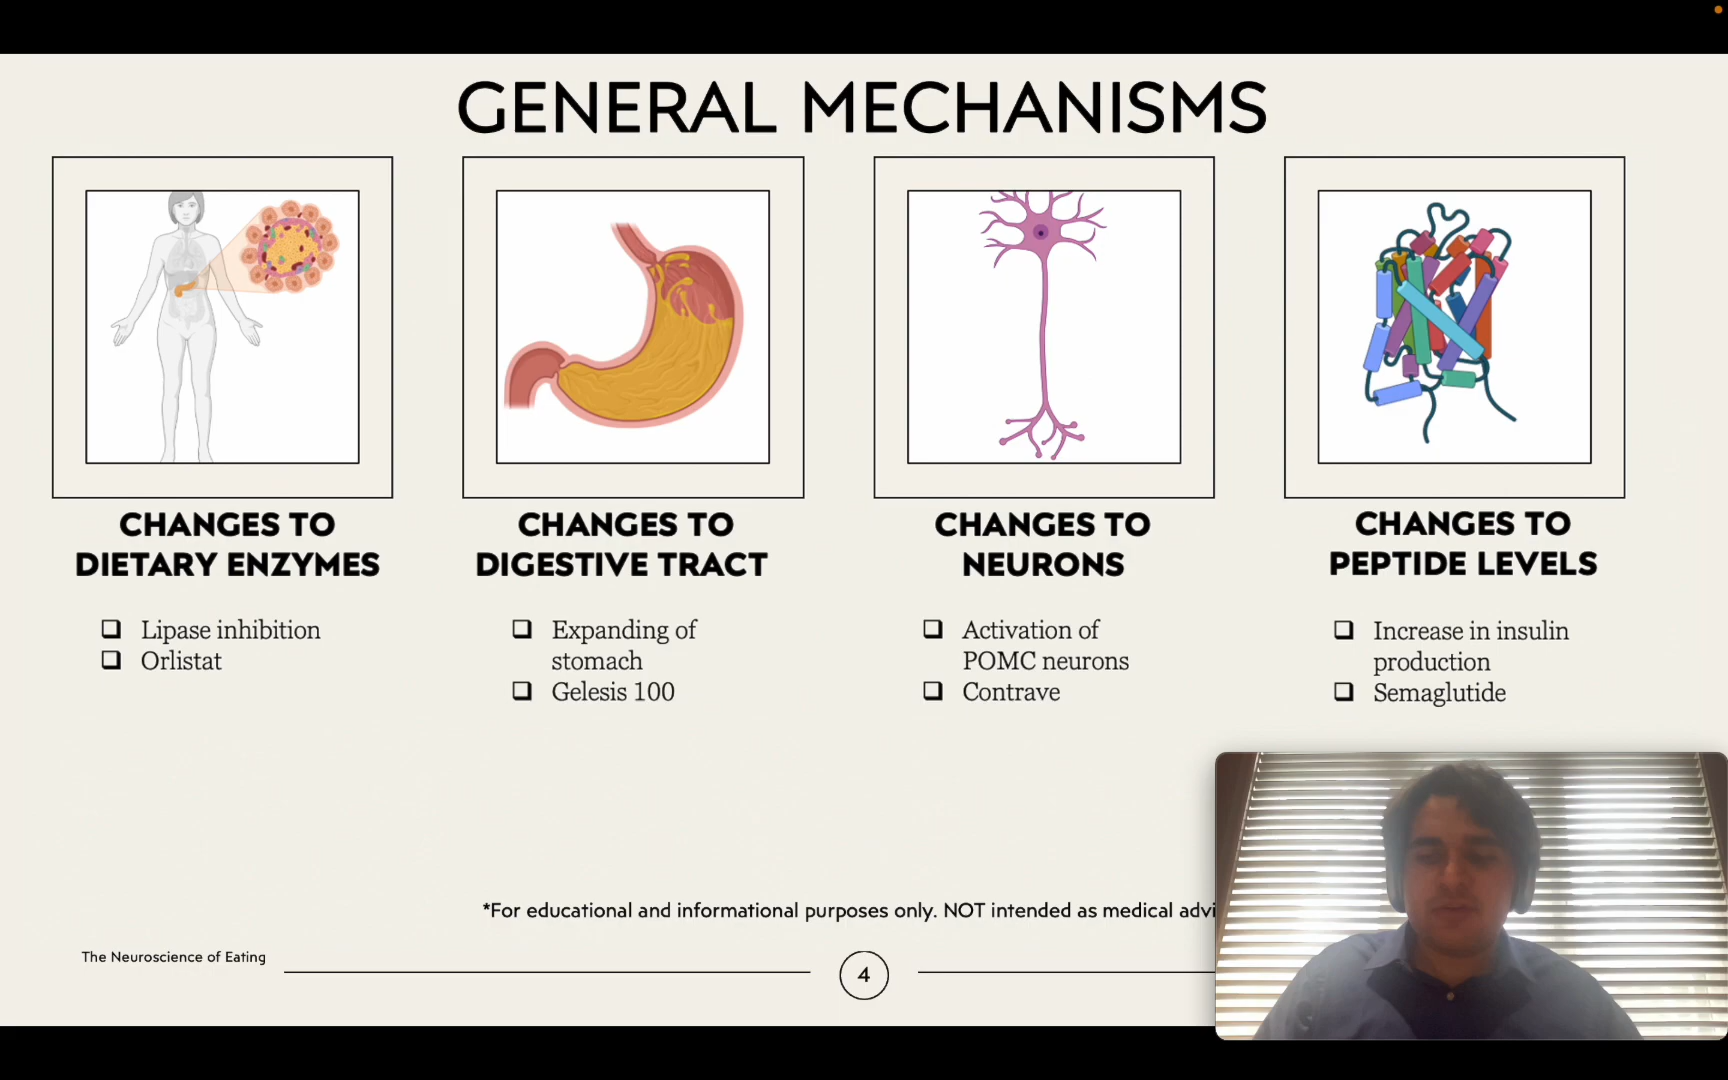 GENERAL MECHANISMS
CHANGES TO
DIETARY ENZYMES
Lipase inhibition
Orlistat
CHANGES TO
DIGESTIVE TRACT
Expanding of
stomach
Gelesis 100
CHANGES TO
NEURONS
Activation of
POMC neurons
Contrave
CHANGES TO
PEPTIDE LEVELS
Increase in insulin
production
Semaglutide
*For educational and informational purposes only. NOT intended as medical advi
The Neuroscience of Eating
4